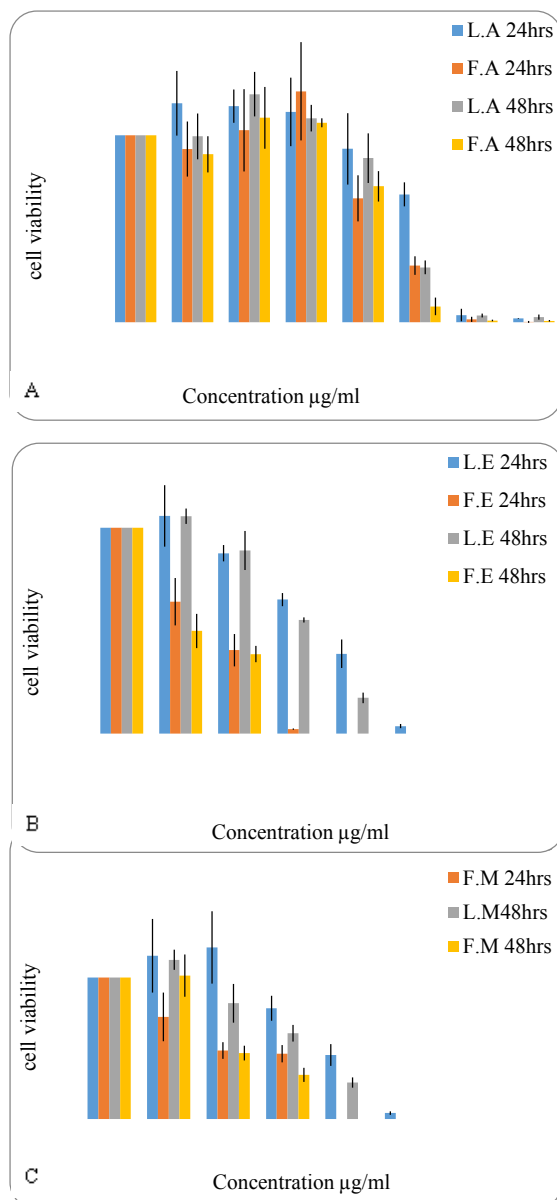 L.A 24hrs
F.A 24hrs
L.A 48hrs
F.A 48hrs
cell viability
Concentration µg/ml
A
L.E 24hrs
F.E 24hrs
L.E 48hrs
F.E 48hrs
cell viability
Concentration µg/ml
B
F.M 24hrs
L.M48hrs
F.M 48hrs
cell viability
Concentration µg/ml
C